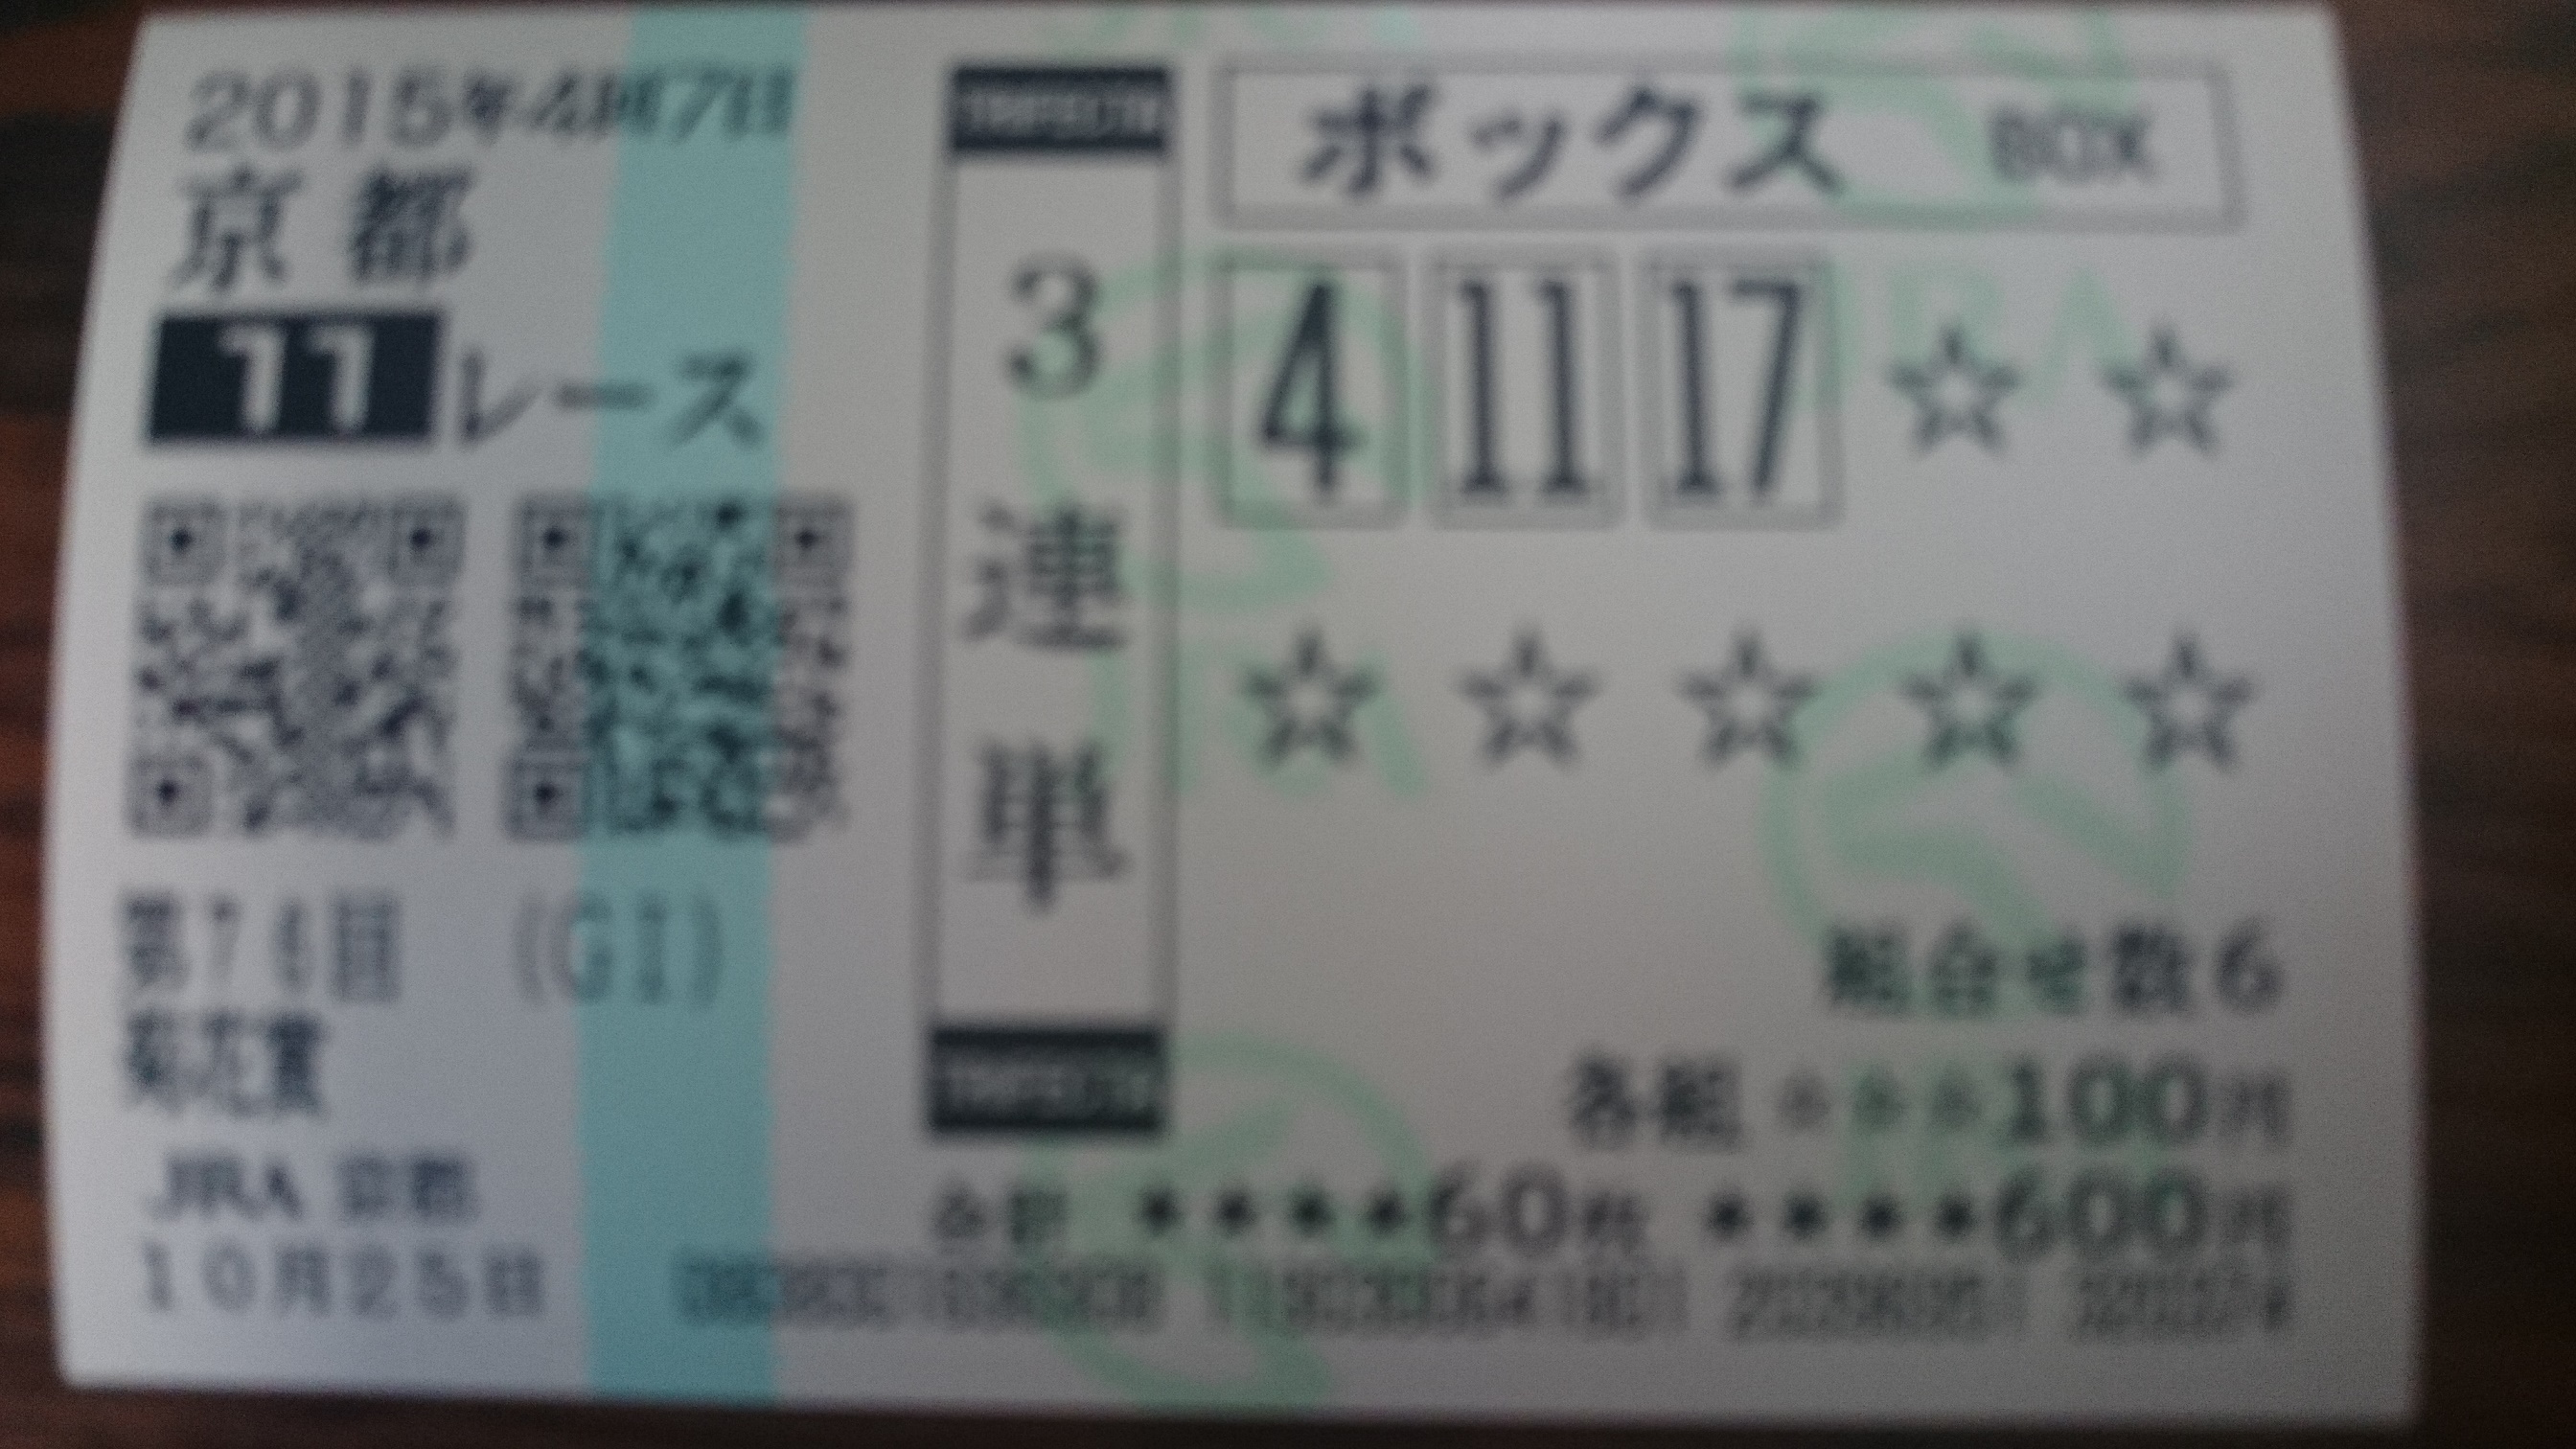 2015年4回7日
京都
11レース
第76回 (GI)
菊花賞
JRA 京都
10月25日
3連単
ボックス BOX
4 11 17 ☆ ☆
☆ ☆ ☆ ☆ ☆
組合せ数6
各組 ☆☆☆100円
合計 ★★★★60枚 ★★★★600円
JRA